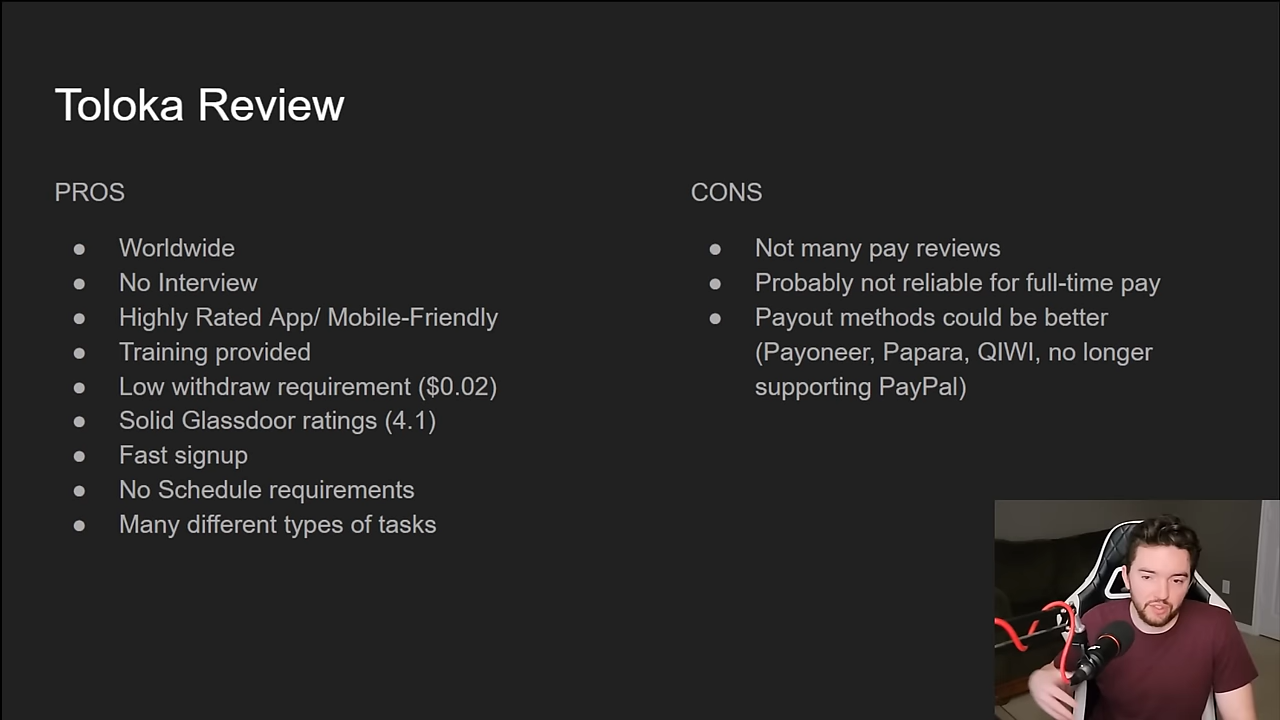 Toloka Review
PROS
● Worldwide
● No Interview
● Highly Rated App/ Mobile-Friendly
● Training provided
● Low withdraw requirement ($0.02)
● Solid Glassdoor ratings (4.1)
● Fast signup
● No Schedule requirements
● Many different types of tasks
CONS
● Not many pay reviews
● Probably not reliable for full-time pay
● Payout methods could be better
(Payoneer, Papara, QIWI, no longer
supporting PayPal)